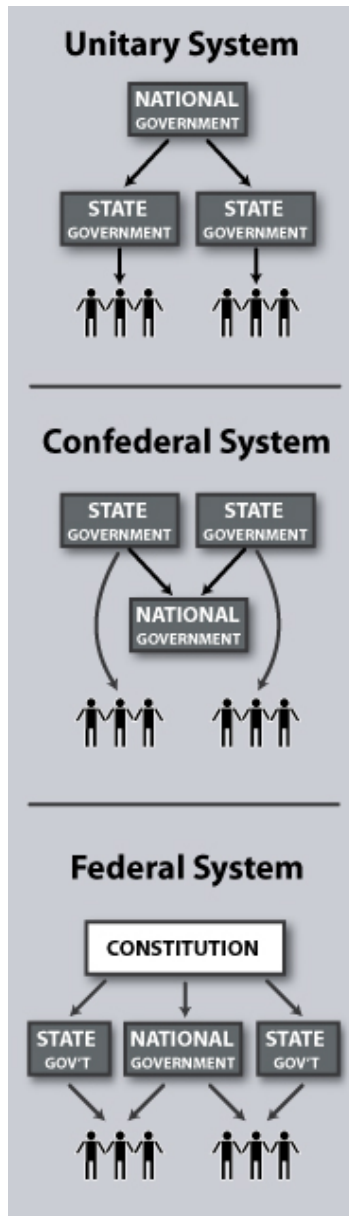 Unitary System
NATIONAL
GOVERNMENT
STATE
GOVERNMENT
STATE
GOVERNMENT
Confederal System
STATE
GOVERNMENT
STATE
GOVERNMENT
NATIONAL
GOVERNMENT
Federal System
CONSTITUTION
STATE
GOV'T
NATIONAL
GOVERNMENT
STATE
GOV'T